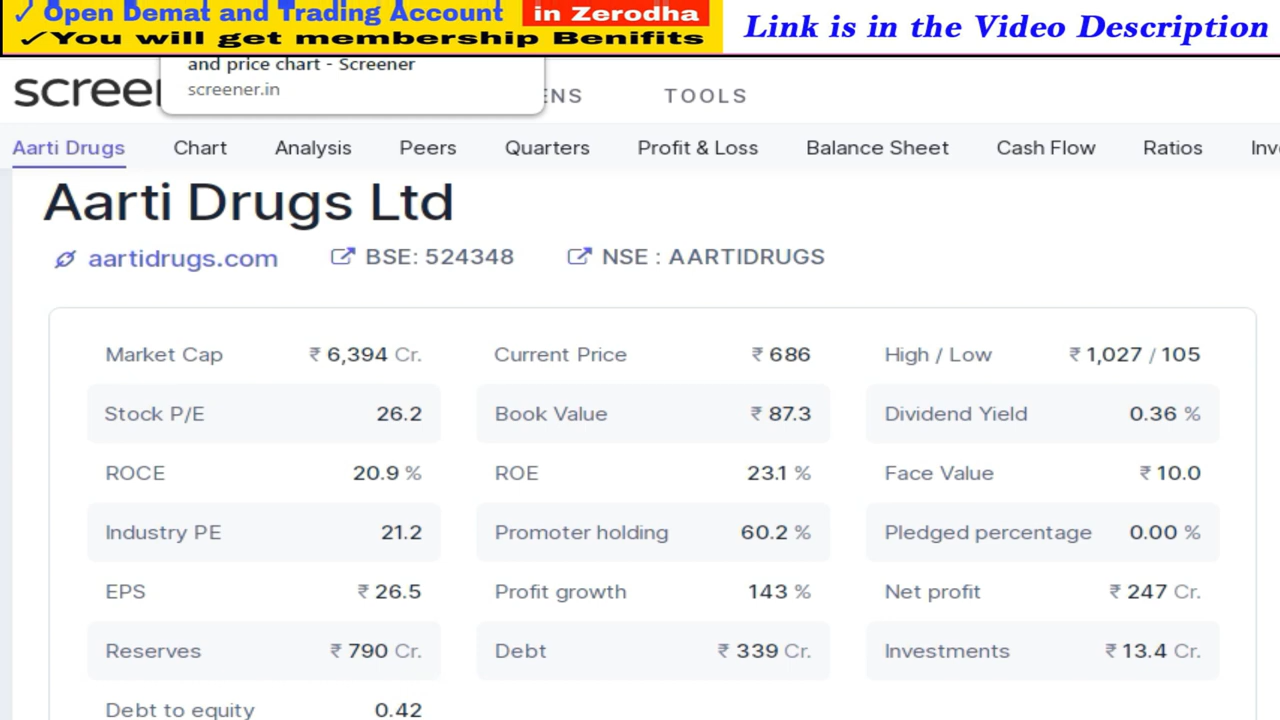 ✓ Open Demat and Trading Account in Zerodha
✓You will get membership Benifits
Link is in the Video Description
and price chart - Screener
screener.in
screener
ENS TOOLS
Aarti Drugs Chart Analysis Peers Quarters Profit & Loss Balance Sheet Cash Flow Ratios Inv
Aarti Drugs Ltd
aartidrugs.com BSE: 524348 NSE : AARTIDRUGS
Market Cap ₹ 6,394 Cr. Current Price ₹ 686 High / Low ₹ 1,027 / 105
Stock P/E 26.2 Book Value ₹ 87.3 Dividend Yield 0.36 %
ROCE 20.9 % ROE 23.1 % Face Value ₹ 10.0
Industry PE 21.2 Promoter holding 60.2 % Pledged percentage 0.00 %
EPS ₹ 26.5 Profit growth 143 % Net profit ₹ 247 Cr.
Reserves ₹ 790 Cr. Debt ₹ 339 Cr. Investments ₹ 13.4 Cr.
Debt to equity 0.42